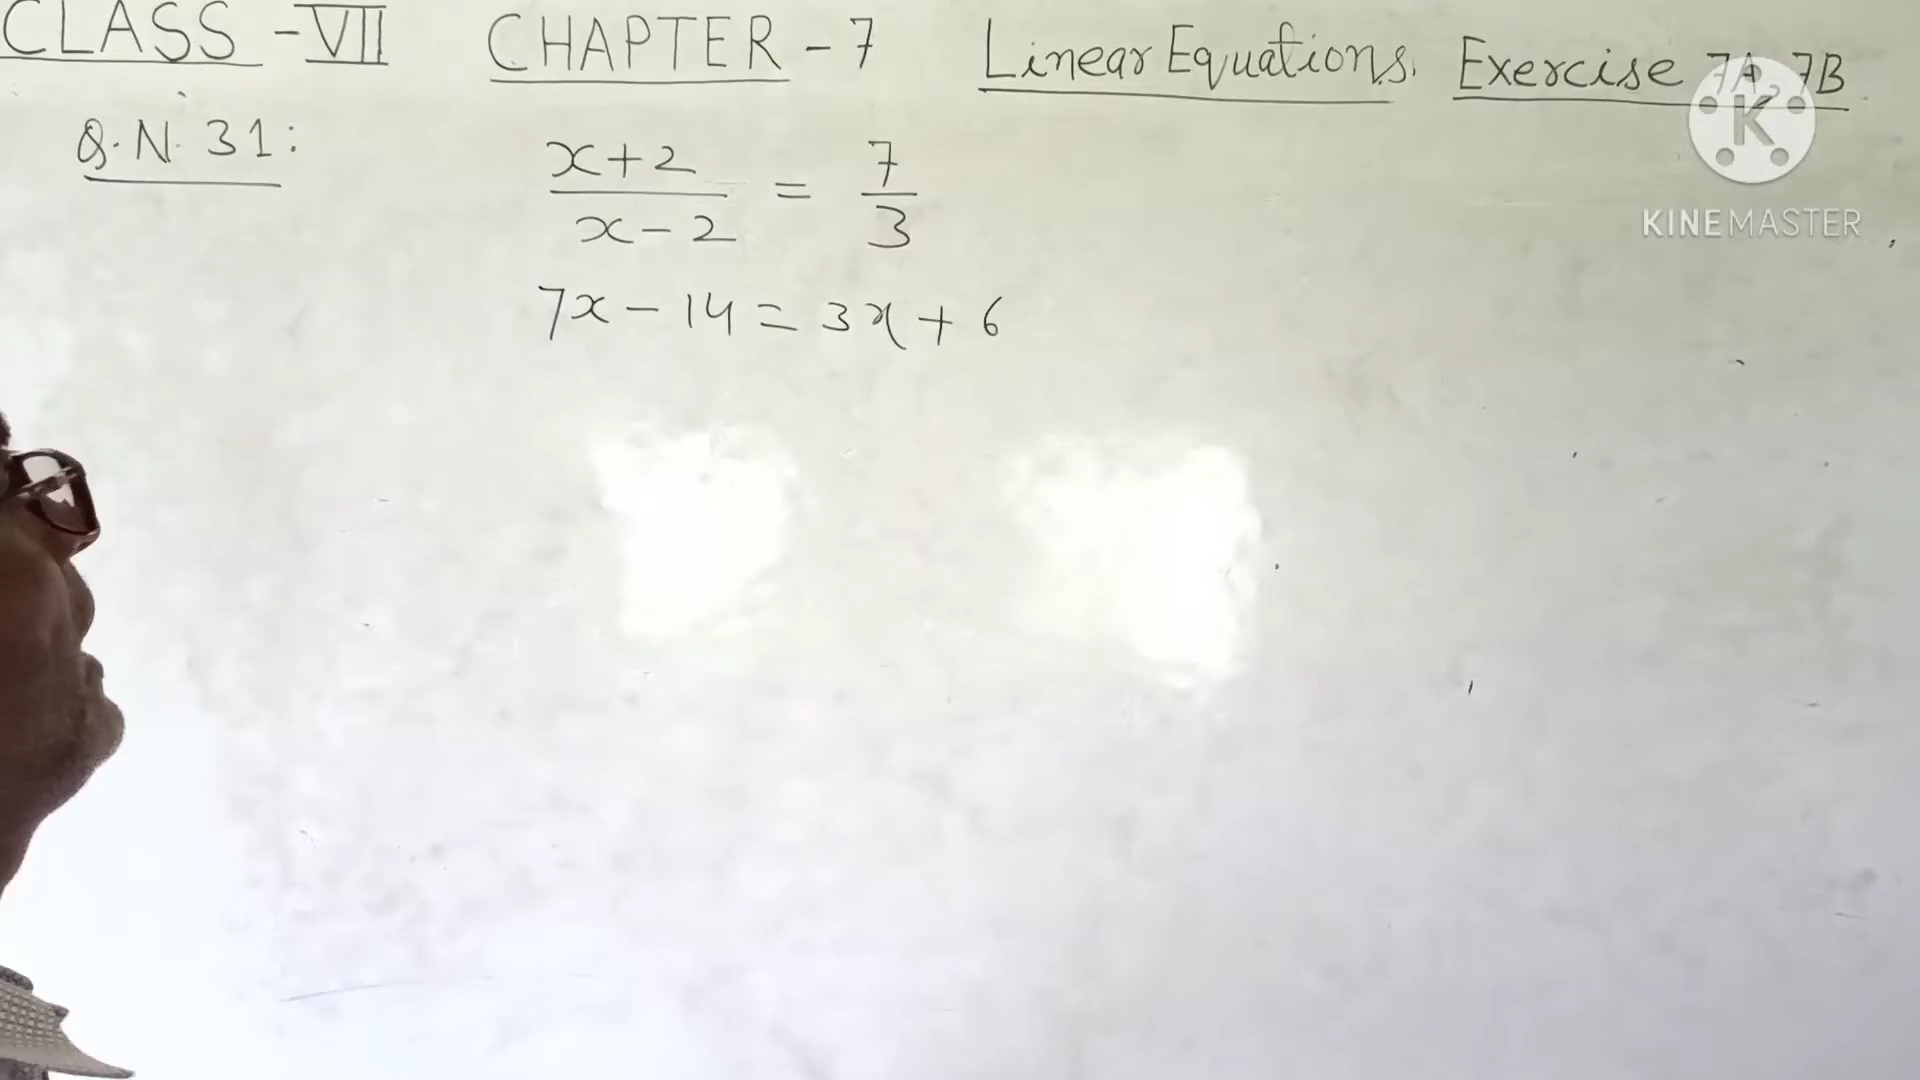 CLASS - VII CHAPTER - 7 Linear Equations. Exercise 7A, 7B
Q.N. 31:
x+2 / x-2 = 7/3
7x - 14 = 3x + 6
K
KINEMASTER